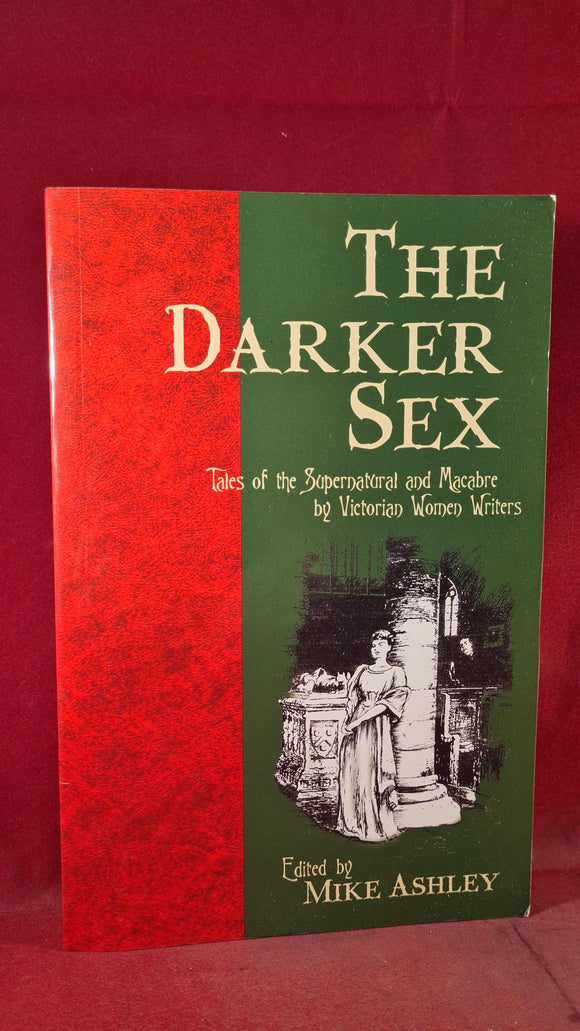 THE
DARKER
SEX
Tales of the Supernatural and Macabre
by Victorian Women Writers
Edited by
MIKE ASHLEY